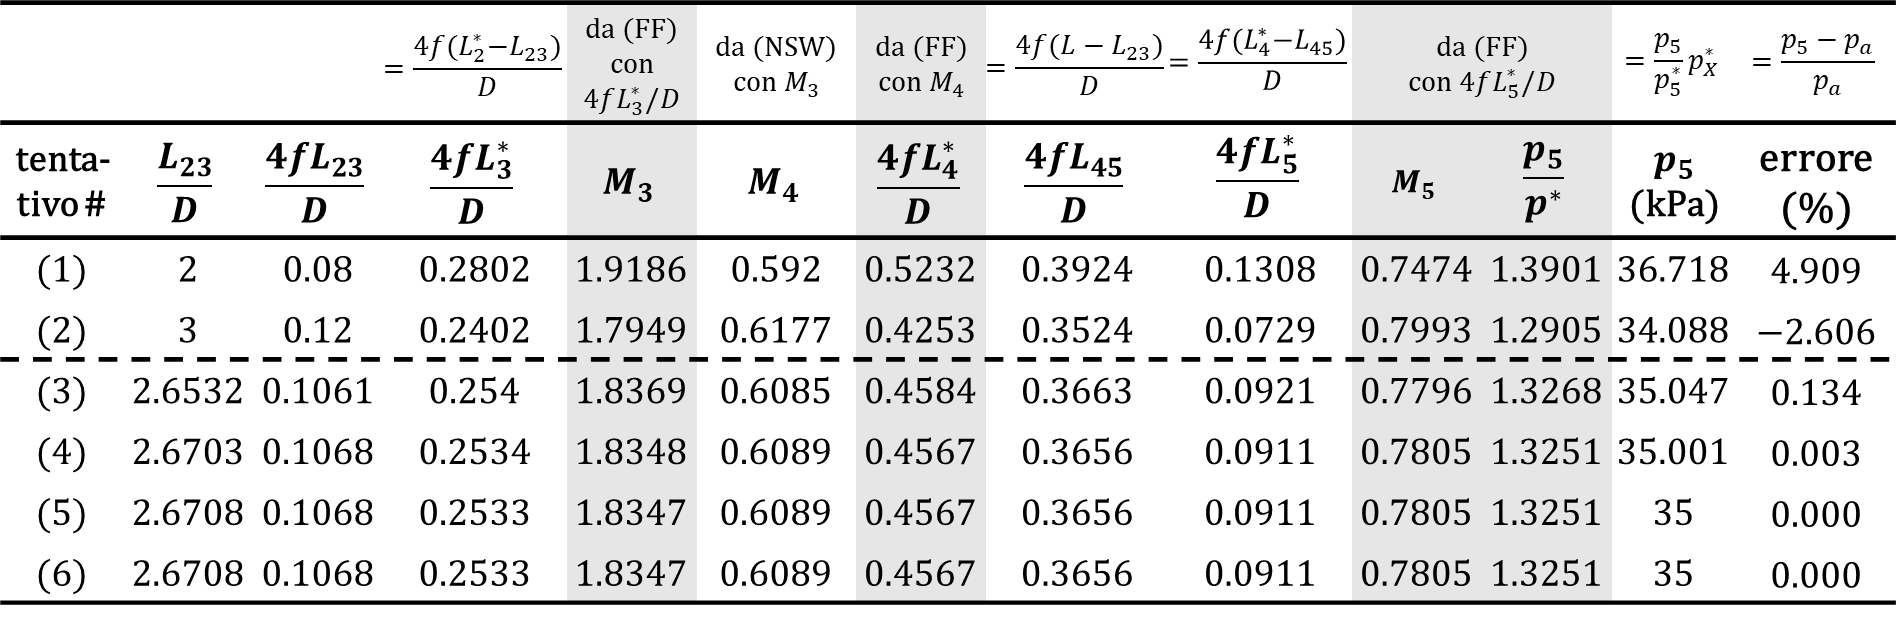 = 4f(L₂* − L₂₃)/D | da (FF) con 4fL₃*/D | da (NSW) con M₃ | da (FF) con M₄ | = 4f(L − L₂₃)/D | = 4f(L₄* − L₄₅)/D | da (FF) con 4fL₅*/D | = p₅/p₅* p_X* | = (p₅ − p_a)/p_a
tenta-tivo # | L₂₃/D | 4fL₂₃/D | 4fL₃*/D | M₃ | M₄ | 4fL₄*/D | 4fL₄₅/D | 4fL₅*/D | M₅ | p₅/p* | p₅ (kPa) | errore (%)
(1) 2 0.08 0.2802 1.9186 0.592 0.5232 0.3924 0.1308 0.7474 1.3901 36.718 4.909
(2) 3 0.12 0.2402 1.7949 0.6177 0.4253 0.3524 0.0729 0.7993 1.2905 34.088 −2.606
(3) 2.6532 0.1061 0.254 1.8369 0.6085 0.4584 0.3663 0.0921 0.7796 1.3268 35.047 0.134
(4) 2.6703 0.1068 0.2534 1.8348 0.6089 0.4567 0.3656 0.0911 0.7805 1.3251 35.001 0.003
(5) 2.6708 0.1068 0.2533 1.8347 0.6089 0.4567 0.3656 0.0911 0.7805 1.3251 35 0.000
(6) 2.6708 0.1068 0.2533 1.8347 0.6089 0.4567 0.3656 0.0911 0.7805 1.3251 35 0.000